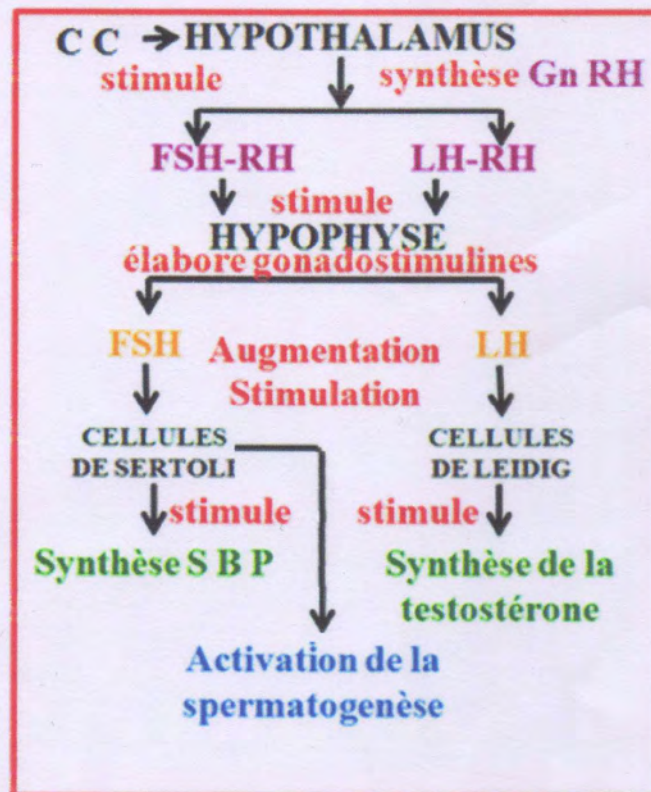 C C → HYPOTHALAMUS
stimule
synthèse Gn RH
FSH-RH LH-RH
stimule
HYPOPHYSE
élabore gonadostimulines
FSH
Augmentation
Stimulation
LH
CELLULES
DE SERTOLI
CELLULES
DE LEIDIG
stimule stimule
Synthèse S B P
Synthèse de la
testostérone
Activation de la
spermatogenèse